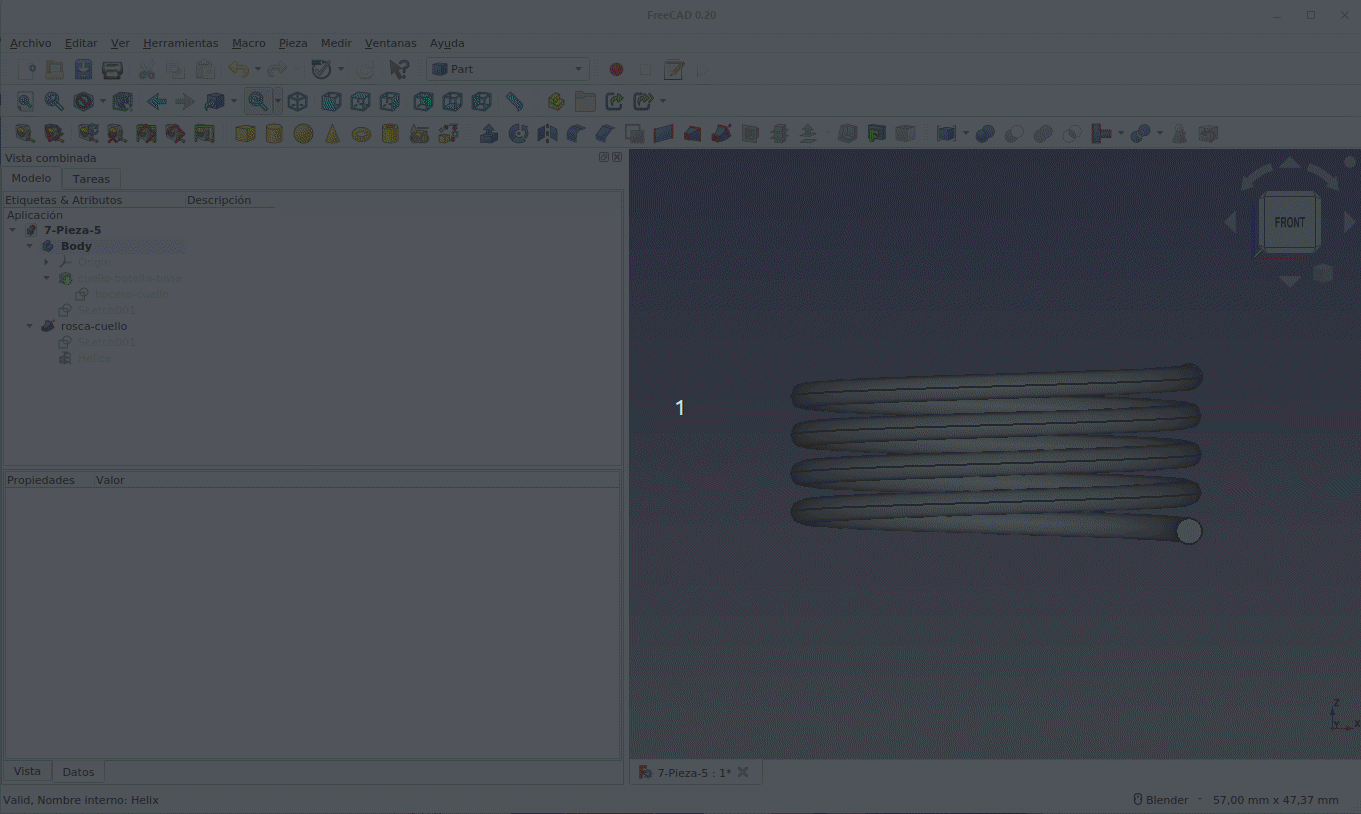 FreeCAD 0.20
Archivo Editar Ver Herramientas Macro Pieza Medir Ventanas Ayuda
Part
Vista combinada
Modelo Tareas
Etiquetas & Atributos Descripción
Aplicación
7-Pieza-5
Body
Origin
cuello-botella-base
boceto-cuello
Sketch001
rosca-cuello
Sketch001
Hélice
Propiedades Valor
Vista Datos
1
FRONT
Z
Y X
7-Pieza-5 : 1*
Valid, Nombre interno: Helix
Blender
57,00 mm x 47,37 mm